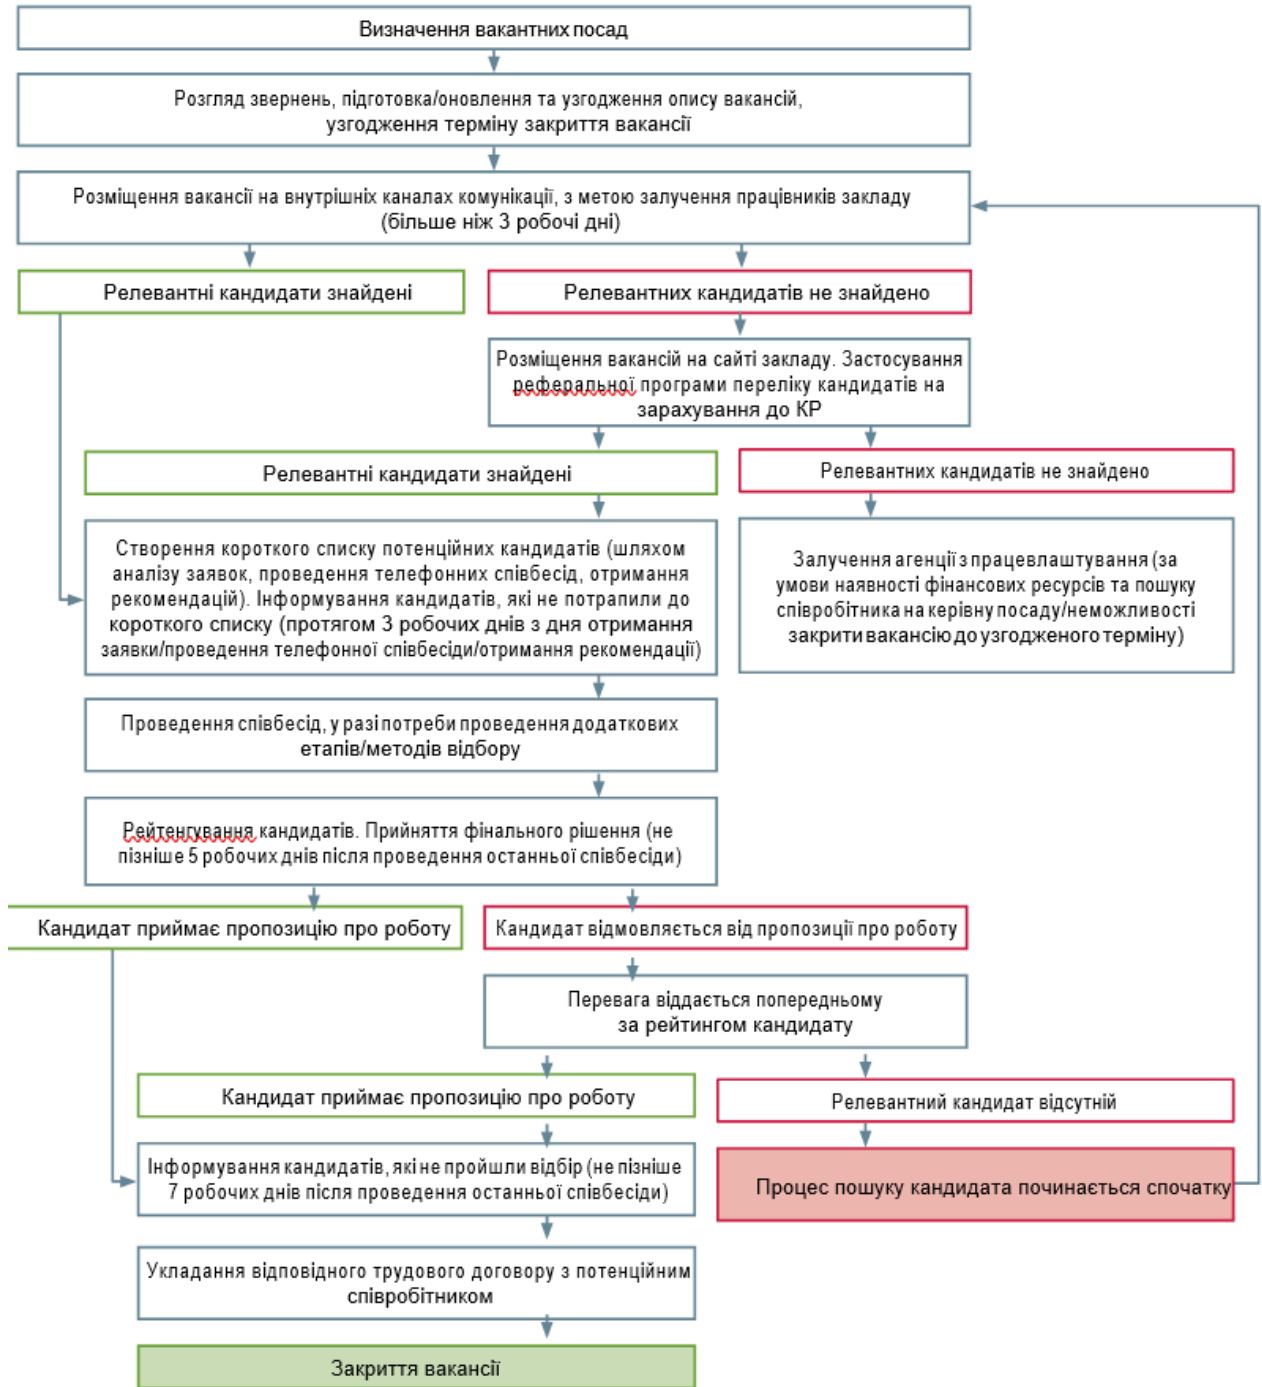 Визначення вакантних посад
Розгляд звернень, підготовка/оновлення та узгодження опису вакансій,
узгодження терміну закриття вакансії
Розміщення вакансії на внутрішніх каналах комунікації, з метою залучення працівників закладу
(більше ніж 3 робочі дні)
Релевантні кандидати знайдені
Релевантних кандидатів не знайдено
Розміщення вакансій на сайті закладу. Застосування
реферальної програми переліку кандидатів на
зарахування до КР
Релевантні кандидати знайдені
Релевантних кандидатів не знайдено
Створення короткого списку потенційних кандидатів (шляхом
аналізу заявок, проведення телефонних співбесід, отримання
рекомендацій). Інформування кандидатів, які не потрапили до
короткого списку (протягом 3 робочих днів з дня отримання
заявки/проведення телефонної співбесіди/отримання рекомендації)
Залучення агенції з працевлаштування (за
умови наявності фінансових ресурсів та пошуку
співробітника на керівну посаду/неможливості
закрити вакансію до узгодженого терміну)
Проведення співбесід, у разі потреби проведення додаткових
етапів/методів відбору
Рейтенгування кандидатів. Прийняття фінального рішення (не
пізніше 5 робочих днів після проведення останньої співбесіди)
Кандидат приймає пропозицію про роботу
Кандидат відмовляється від пропозиції про роботу
Перевага віддається попередньому
за рейтингом кандидату
Кандидат приймає пропозицію про роботу
Релевантний кандидат відсутній
Інформування кандидатів, які не пройшли відбір (не пізніше
7 робочих днів після проведення останньої співбесіди)
Процес пошуку кандидата починається спочатку
Укладання відповідного трудового договору з потенційним
співробітником
Закриття вакансії